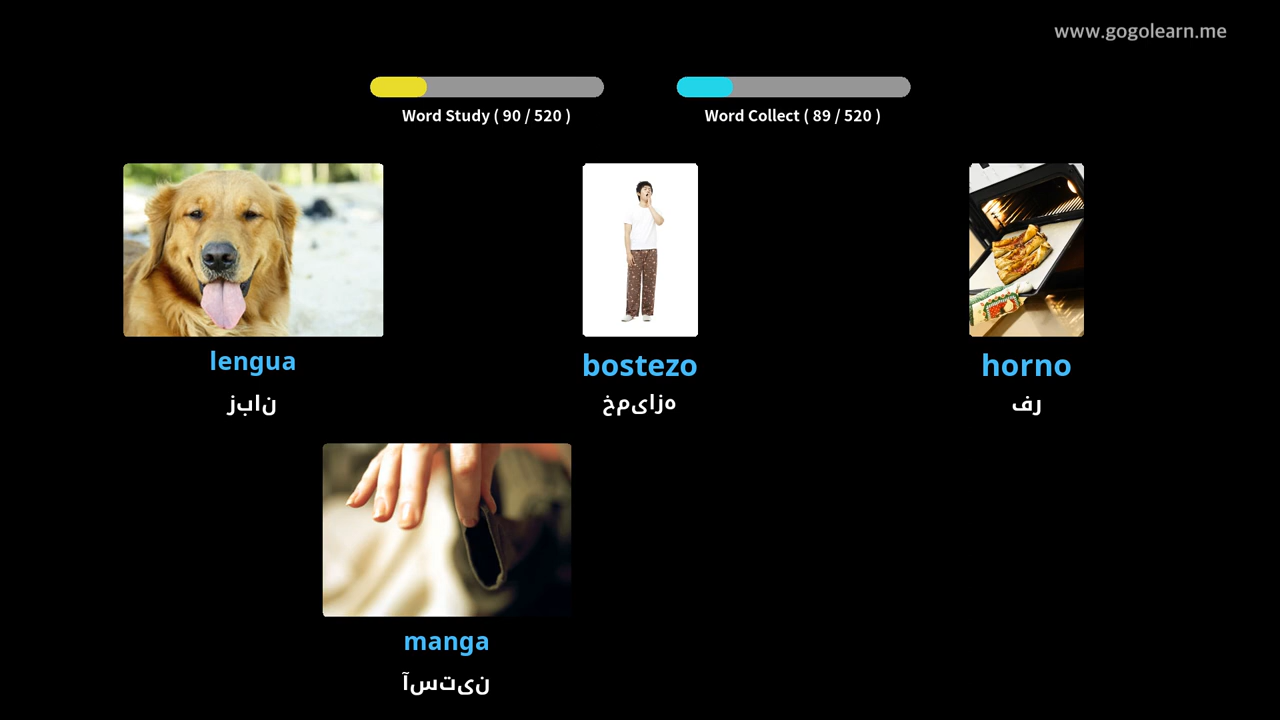 www.gogolearn.me
Word Study ( 90 / 520 )
Word Collect ( 89 / 520 )
lengua
زبان
bostezo
خمیازه
horno
فر
manga
آستین